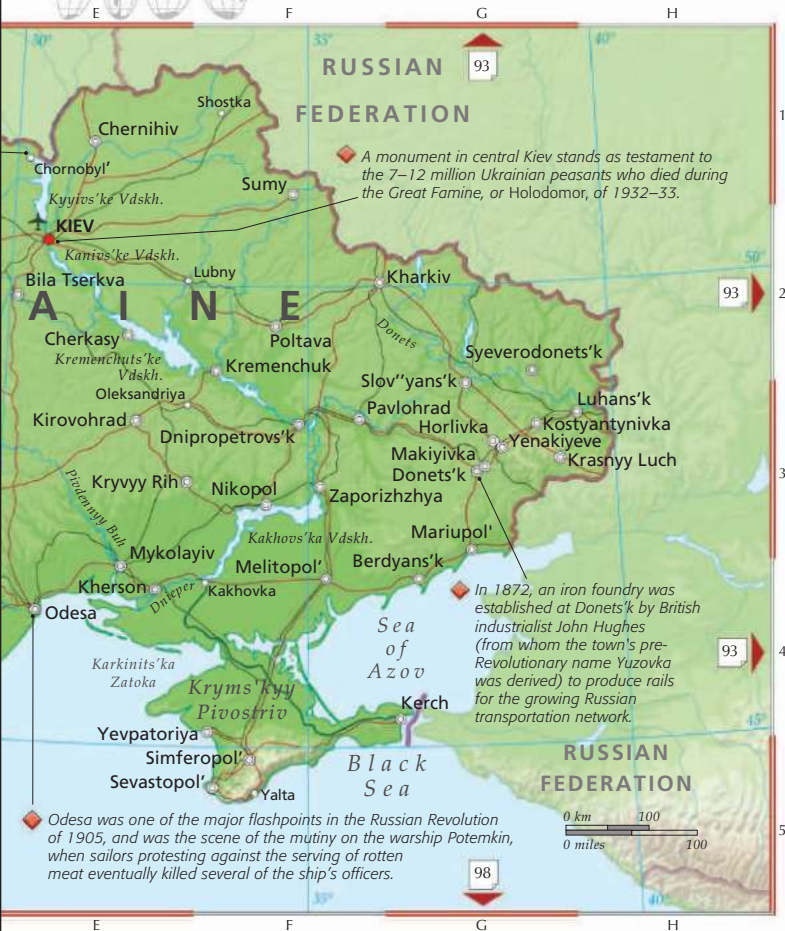 E F G H
30° 35° 40°
RUSSIAN
FEDERATION
93
1
Shostka
Chernihiv
Chornobyl'
Kyyivs'ke Vdskh.
Sumy
A monument in central Kiev stands as testament to
the 7–12 million Ukrainian peasants who died during
the Great Famine, or Holodomor, of 1932–33.
KIEV
Kanivs'ke Vdskh.
50°
Bila Tserkva
Lubny
Kharkiv
93
2
A I N E
Cherkasy
Poltava
Donets
Kremenchuts'ke
Vdskh.
Kremenchuk
Syeverodonets'k
Slov''yans'k
Oleksandriya
Luhans'k
Kirovohrad
Pavlohrad
Dnipropetrovs'k
Horlivka
Kostyantynivka
Yenakiyeve
Makiyivka
Krasnyy Luch
Donets'k
3
Pivdennyy Buh
Kryvyy Rih
Nikopol
Zaporizhzhya
Kakhovs'ka Vdskh.
Mariupol'
Mykolayiv
Melitopol'
Berdyans'k
Kherson
Dnieper
Kakhovka
Odesa
In 1872, an iron foundry was
established at Donets'k by British
industrialist John Hughes
(from whom the town's pre-
Revolutionary name Yuzovka
was derived) to produce rails
for the growing Russian
transportation network.
Sea
of
Azov
93
4
Karkinits'ka
Zatoka
Kryms'kyy
Pivostriv
Kerch
45°
Yevpatoriya
Simferopol'
Sevastopol'
Yalta
Black
Sea
RUSSIAN
FEDERATION
0 km 100
0 miles 100
5
Odesa was one of the major flashpoints in the Russian Revolution
of 1905, and was the scene of the mutiny on the warship Potemkin,
when sailors protesting against the serving of rotten
meat eventually killed several of the ship's officers.
98
35° 40°
E F G H